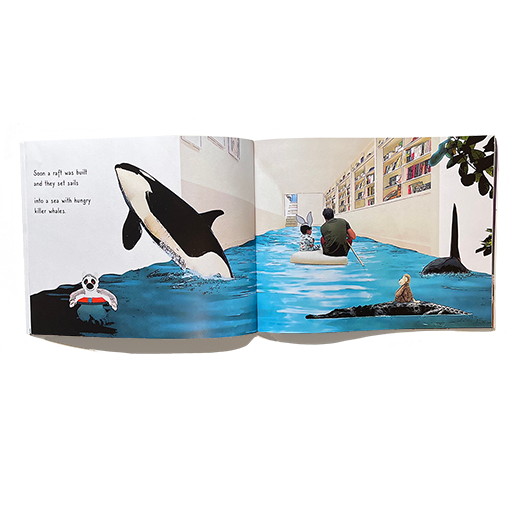 Soon a raft was built
and they set sails
into a sea with hungry
killer whales.